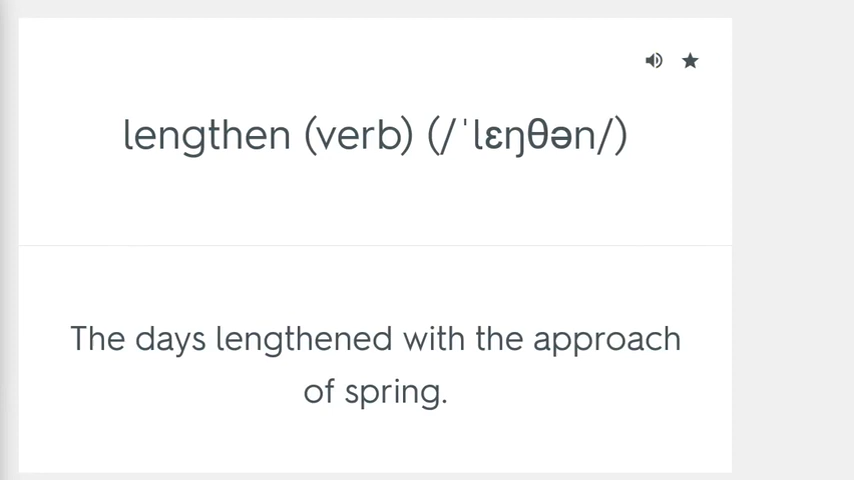 lengthen (verb) (/ˈlɛŋθən/)
The days lengthened with the approach
of spring.